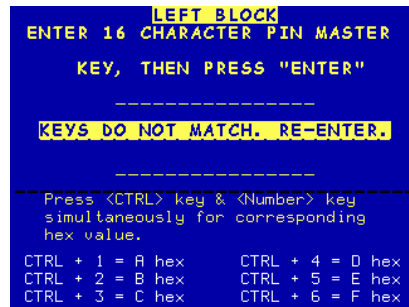 LEFT BLOCK
ENTER 16 CHARACTER PIN MASTER
KEY, THEN PRESS "ENTER"
________________
KEYS DO NOT MATCH. RE-ENTER.
________________
Press <CTRL> key & <Number> key
simultaneously for corresponding
hex value.
CTRL + 1 = A hex CTRL + 4 = D hex
CTRL + 2 = B hex CTRL + 5 = E hex
CTRL + 3 = C hex CTRL + 6 = F hex